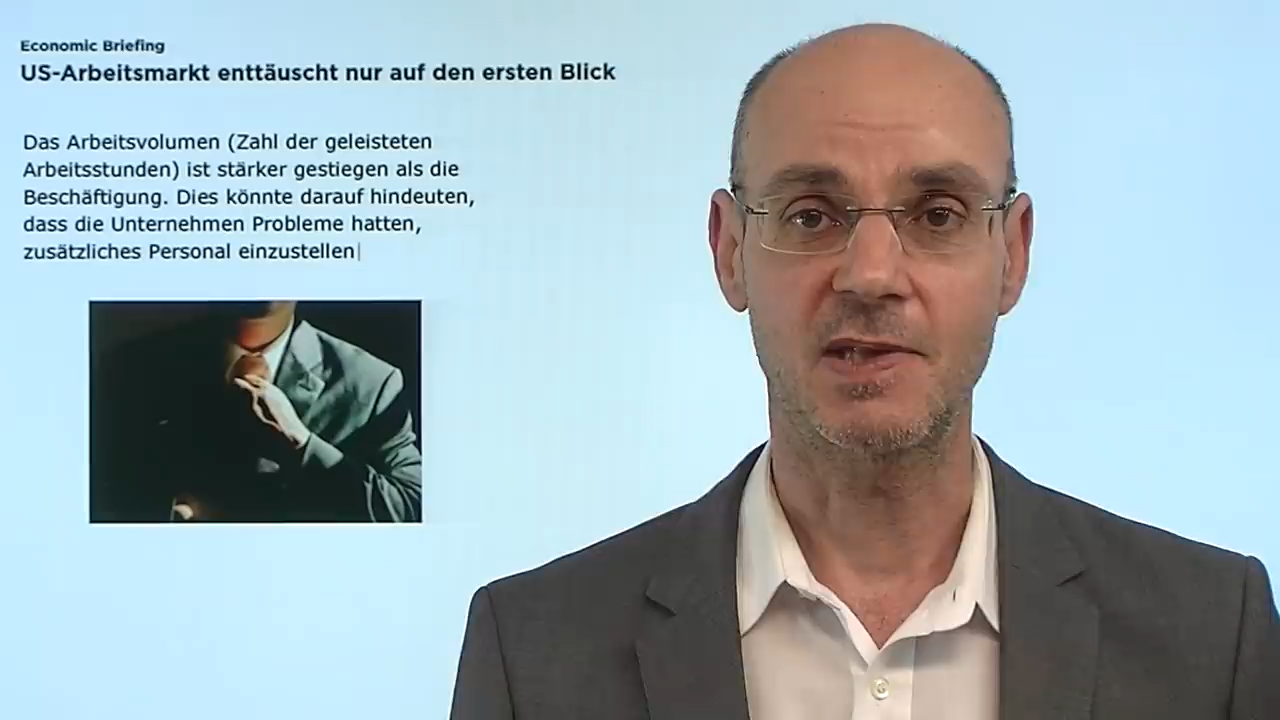 Economic Briefing
US-Arbeitsmarkt enttäuscht nur auf den ersten Blick
Das Arbeitsvolumen (Zahl der geleisteten
Arbeitsstunden) ist stärker gestiegen als die
Beschäftigung. Dies könnte darauf hindeuten,
dass die Unternehmen Probleme hatten,
zusätzliches Personal einzustellen